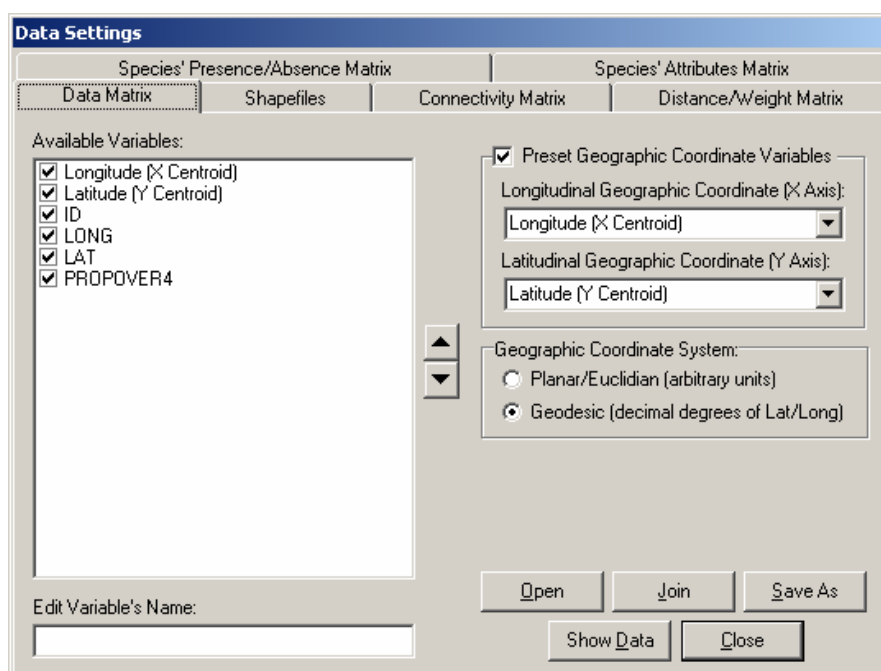 Data Settings
Species' Presence/Absence Matrix
Species' Attributes Matrix
Data Matrix
Shapefiles
Connectivity Matrix
Distance/Weight Matrix
Available Variables:
Longitude (X Centroid)
Latitude (Y Centroid)
ID
LONG
LAT
PROPOVER4
Edit Variable's Name:
Preset Geographic Coordinate Variables
Longitudinal Geographic Coordinate (X Axis):
Longitude (X Centroid)
Latitudinal Geographic Coordinate (Y Axis):
Latitude (Y Centroid)
Geographic Coordinate System:
Planar/Euclidian (arbitrary units)
Geodesic (decimal degrees of Lat/Long)
Open
Join
Save As
Show Data
Close